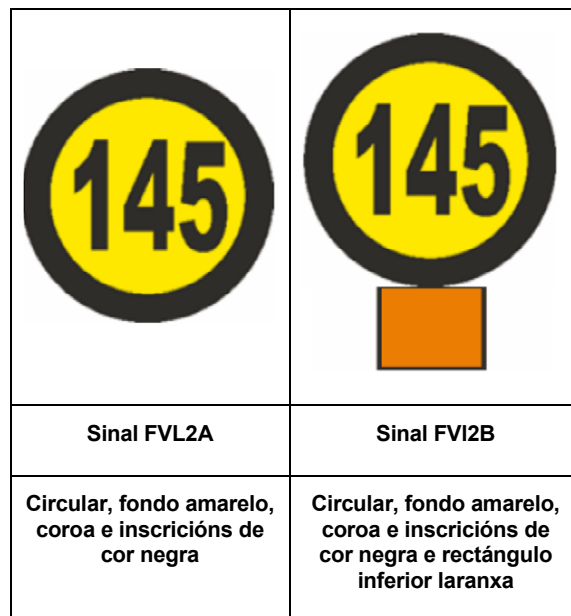 145
145
Sinal FVL2A
Sinal FVI2B
Circular, fondo amarelo,
coroa e inscricións de
cor negra
Circular, fondo amarelo,
coroa e inscricións de
cor negra e rectángulo
inferior laranxa